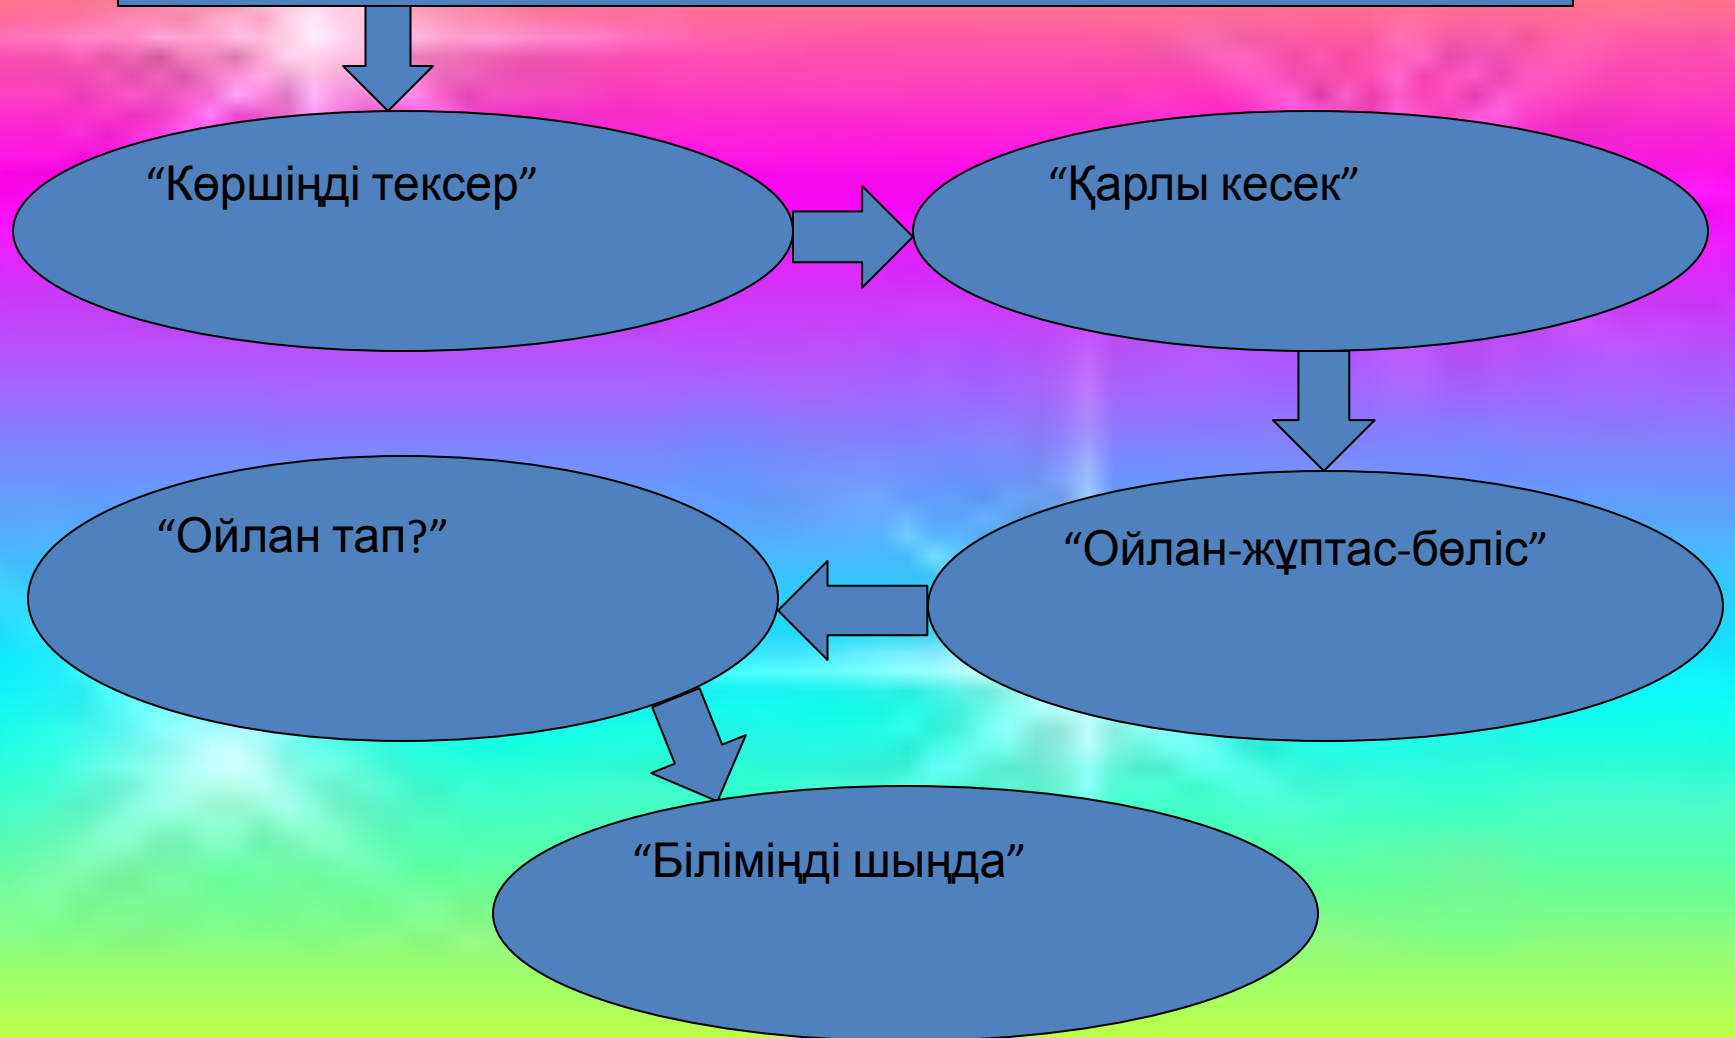 “Көршіңді тексер”
“Қарлы кесек”
“Ойлан-жұптас-бөліс”
“Ойлан тап?”
“Біліміңді шыңда”